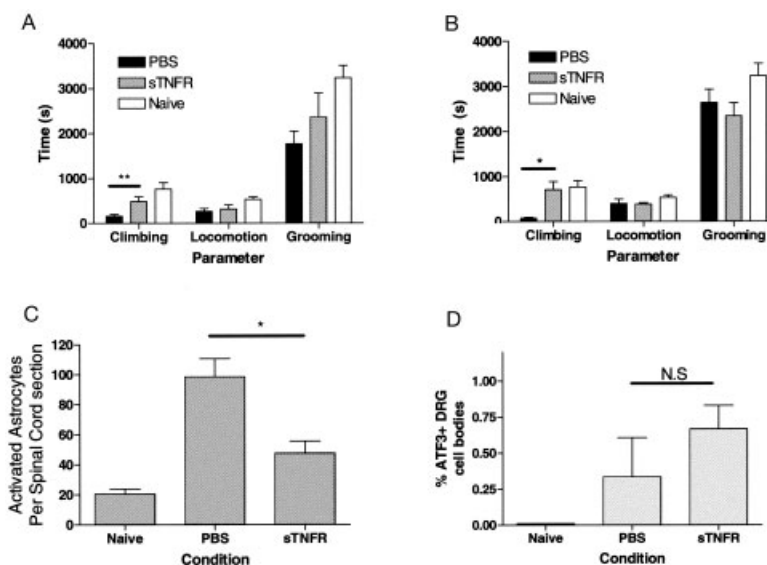 A
4000
3000
2000
1000
0
Time (s)
PBS
sTNFR
Naive
**
Climbing
Locomotion
Grooming
Parameter
B
4000
3000
2000
1000
0
Time (s)
PBS
sTNFR
Naive
*
Climbing
Locomotion
Grooming
Parameter
C
120
100
80
60
40
20
0
Activated Astrocytes
Per Spinal Cord section
*
Naive
PBS
sTNFR
Condition
D
1.00
0.75
0.50
0.25
0.00
% ATF3+ DRG
cell bodies
N.S
Naive
PBS
sTNFR
Condition